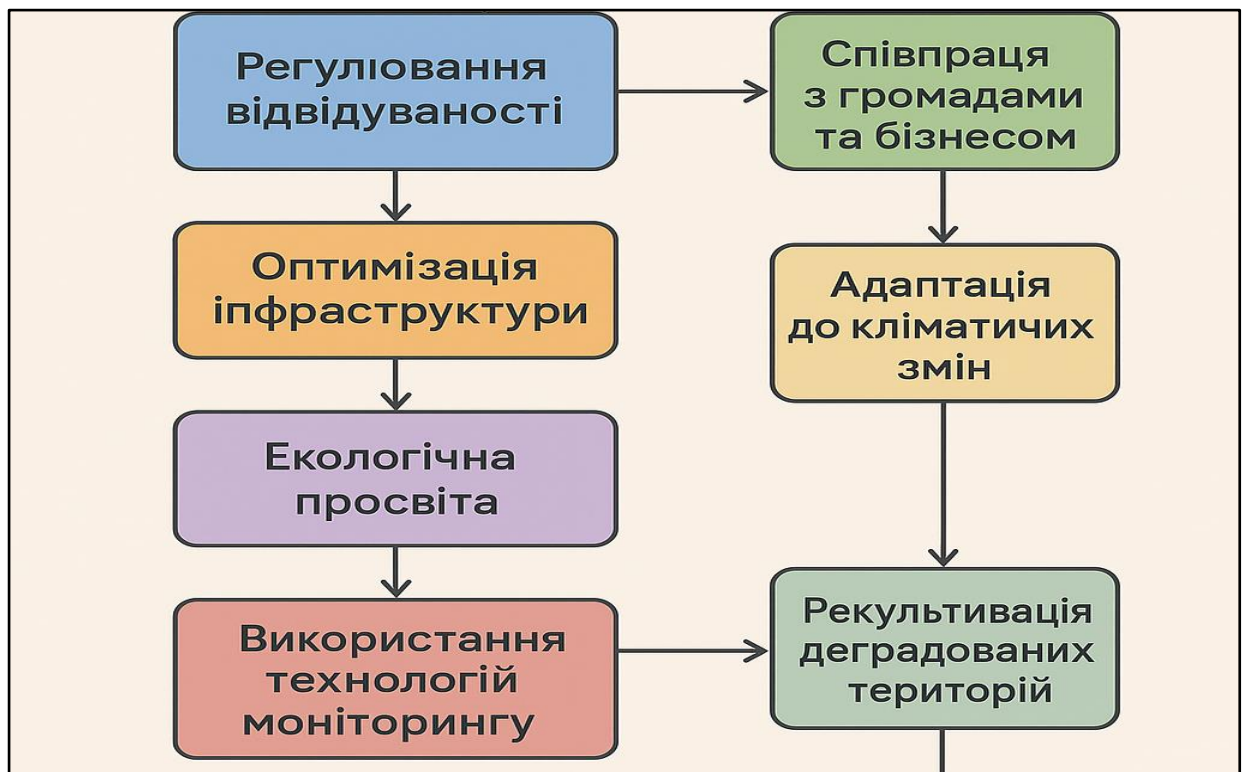 Регулювання
відвідуваності
Співпраця
з громадами
та бізнесом
Оптимізація
іпфраструктури
Адаптація
до кліматичих
змін
Екологічна
просвіта
Використання
технологій
моніторингу
Рекультивація
деградованих
територій